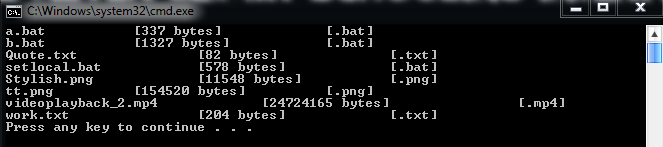 C:\Windows\system32\cmd.exe
a.bat [337 bytes] [.bat]
b.bat [1327 bytes] [.bat]
Quote.txt [82 bytes] [.txt]
setlocal.bat [578 bytes] [.bat]
Stylish.png [11548 bytes] [.png]
tt.png [154520 bytes] [.png]
videoplayback_2.mp4 [24724165 bytes] [.mp4]
work.txt [204 bytes] [.txt]
Press any key to continue . . .